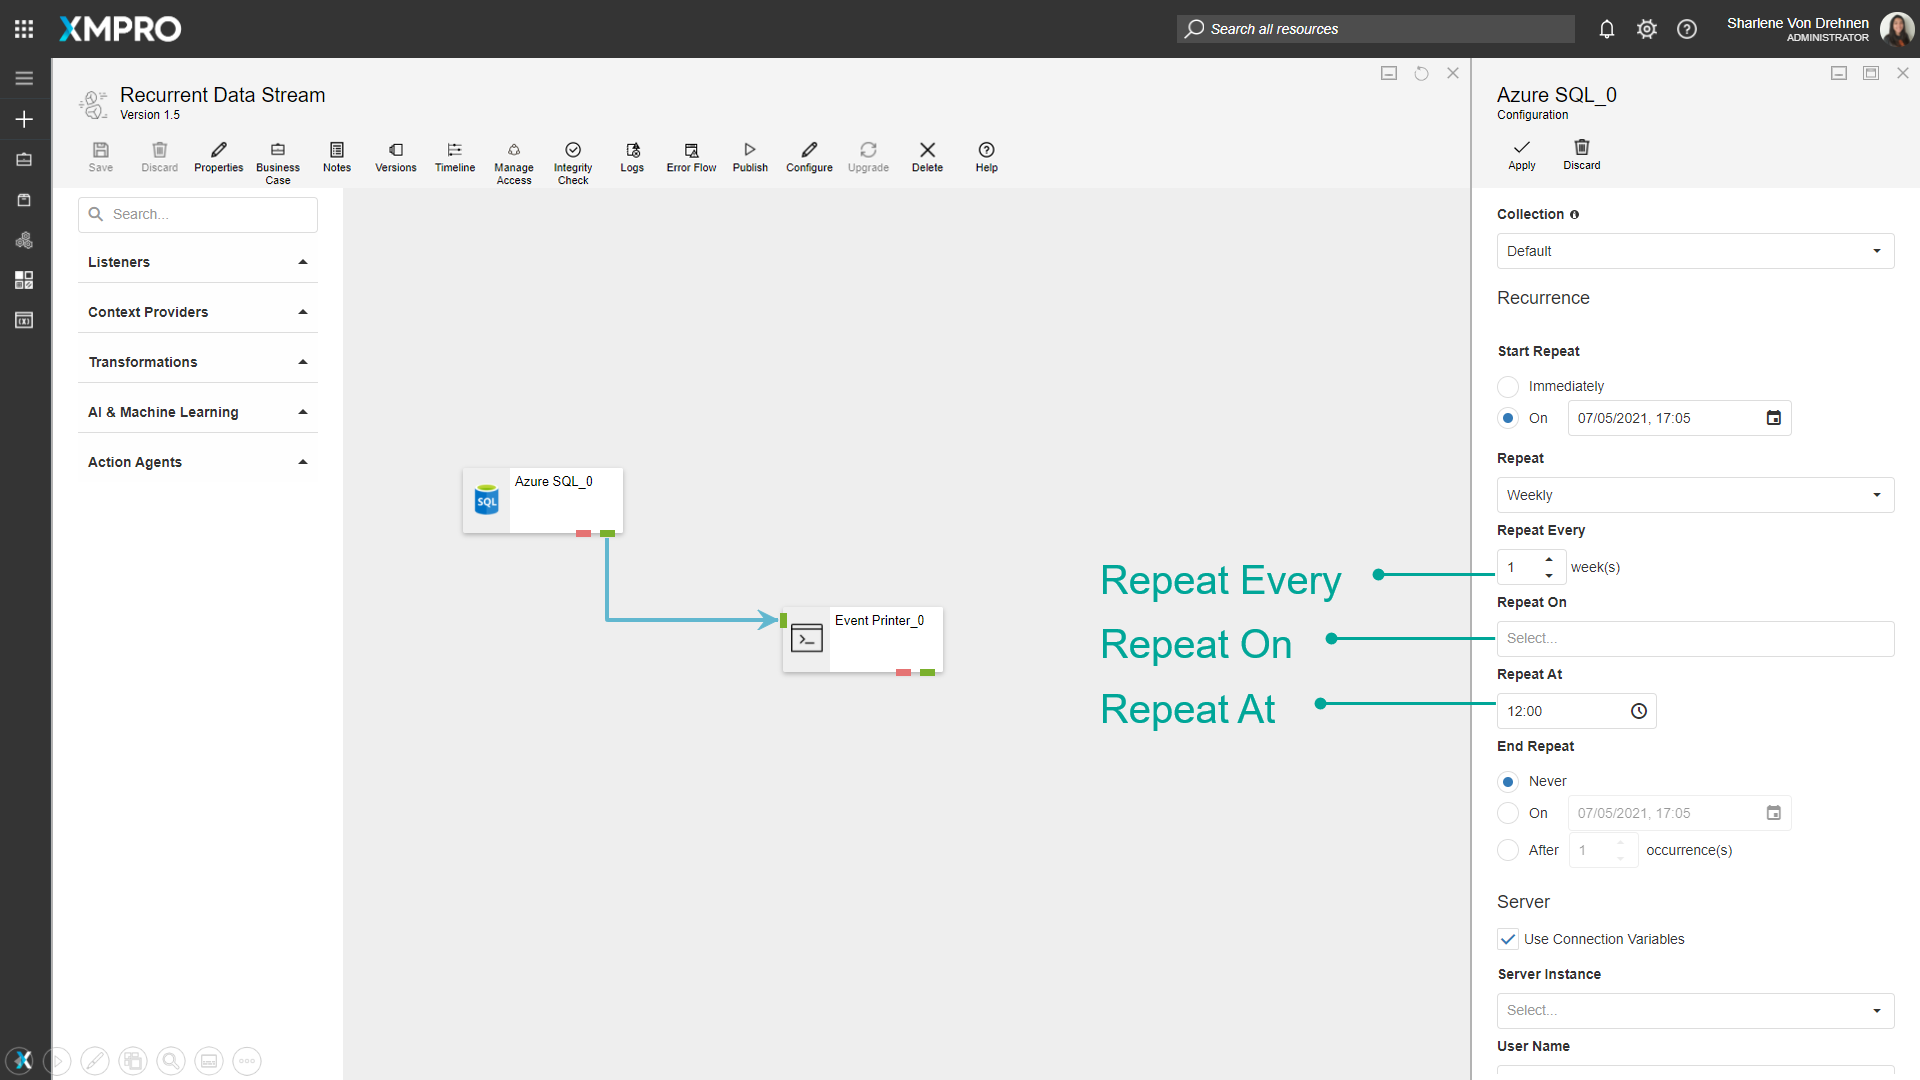 XMPRO
Search all resources
Sharlene Von Drehnen
ADMINISTRATOR
Recurrent Data Stream
Version 1.5
Save
Discard
Properties
Business
Case
Notes
Versions
Timeline
Manage
Access
Integrity
Check
Logs
Error Flow
Publish
Configure
Upgrade
Delete
Help
Search...
Listeners
Context Providers
Transformations
AI & Machine Learning
Action Agents
SQL
Azure SQL_0
Event Printer_0
Repeat Every
Repeat On
Repeat At
Azure SQL_0
Configuration
Apply
Discard
Collection
Default
Recurrence
Start Repeat
Immediately
On 07/05/2021, 17:05
Repeat
Weekly
Repeat Every
1 week(s)
Repeat On
Select...
Repeat At
12:00
End Repeat
Never
On 07/05/2021, 17:05
After 1 occurrence(s)
Server
Use Connection Variables
Server Instance
Select...
User Name